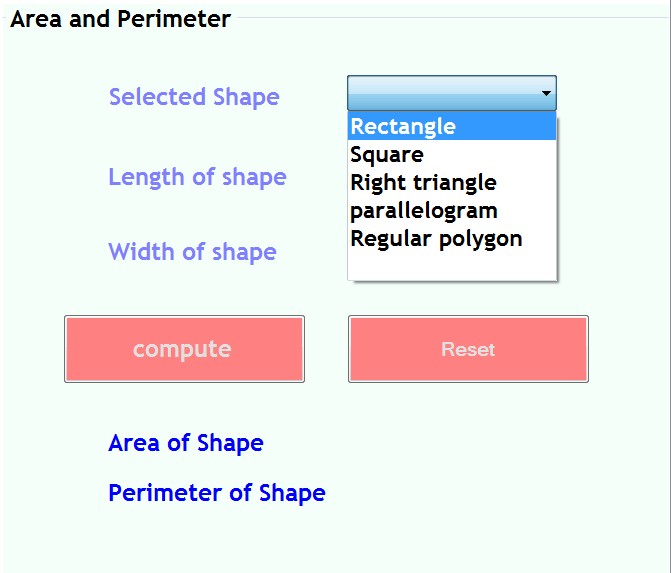 Area and Perimeter
Selected Shape
Rectangle
Square
Right triangle
parallelogram
Regular polygon
Length of shape
Width of shape
compute
Reset
Area of Shape
Perimeter of Shape